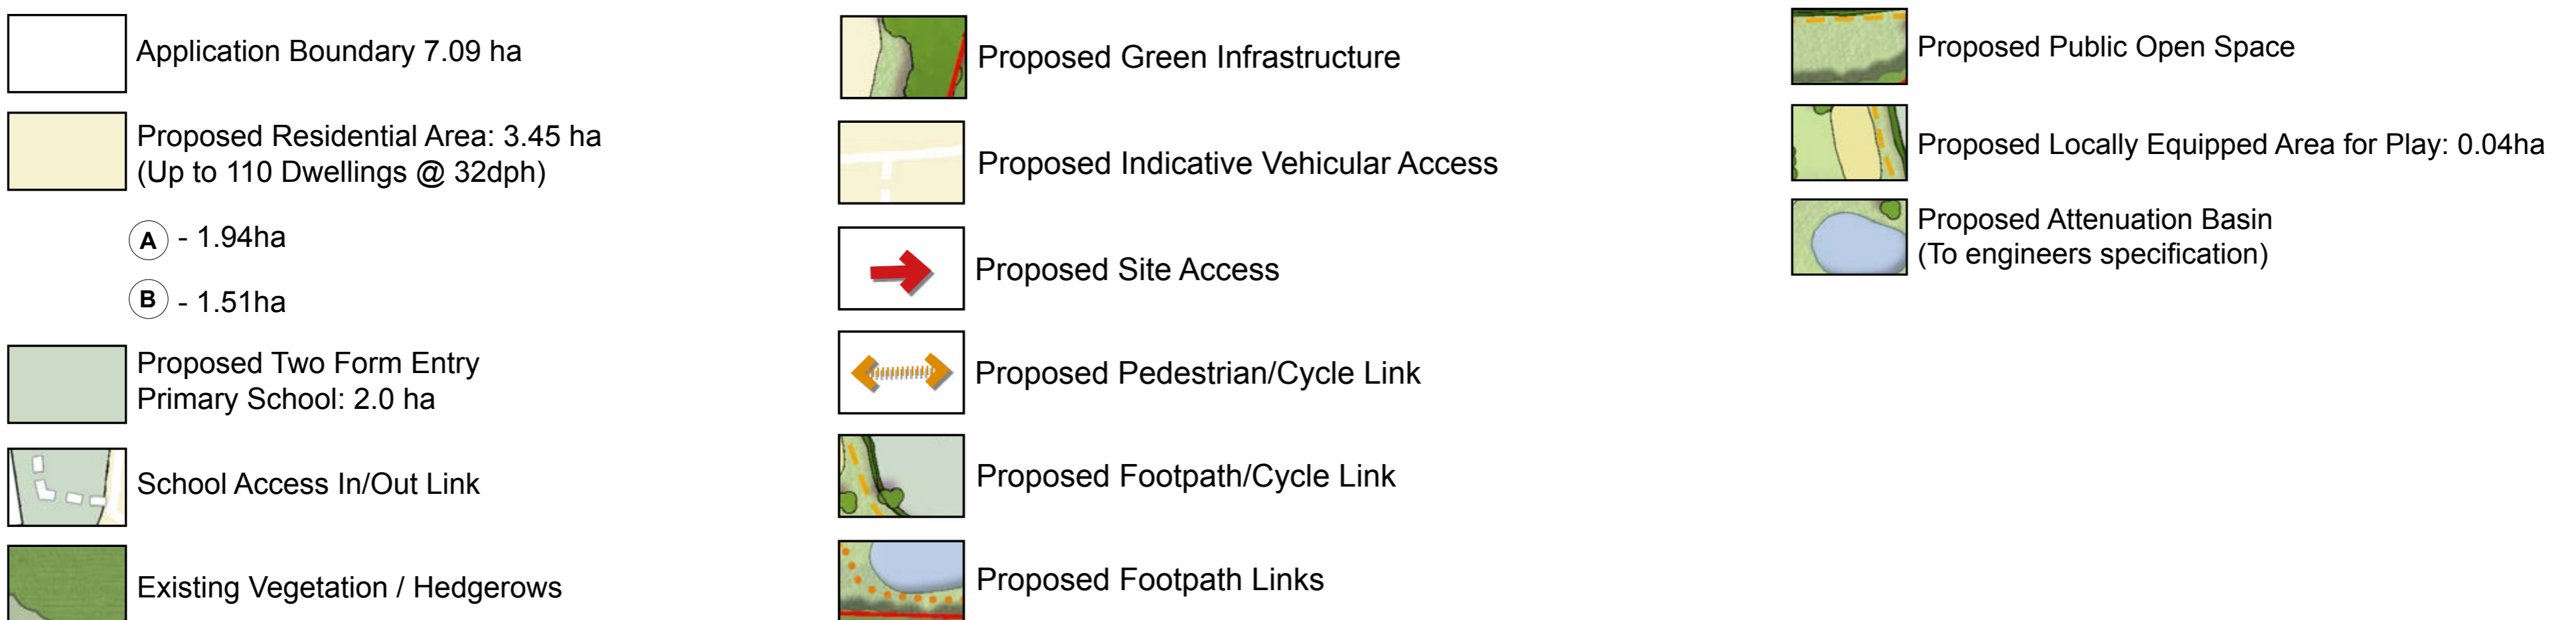 Application Boundary 7.09 ha
Proposed Residential Area: 3.45 ha
(Up to 110 Dwellings @ 32dph)
A - 1.94ha
B - 1.51ha
Proposed Two Form Entry
Primary School: 2.0 ha
School Access In/Out Link
Existing Vegetation / Hedgerows
Proposed Green Infrastructure
Proposed Indicative Vehicular Access
Proposed Site Access
Proposed Pedestrian/Cycle Link
Proposed Footpath/Cycle Link
Proposed Footpath Links
Proposed Public Open Space
Proposed Locally Equipped Area for Play: 0.04ha
Proposed Attenuation Basin
(To engineers specification)